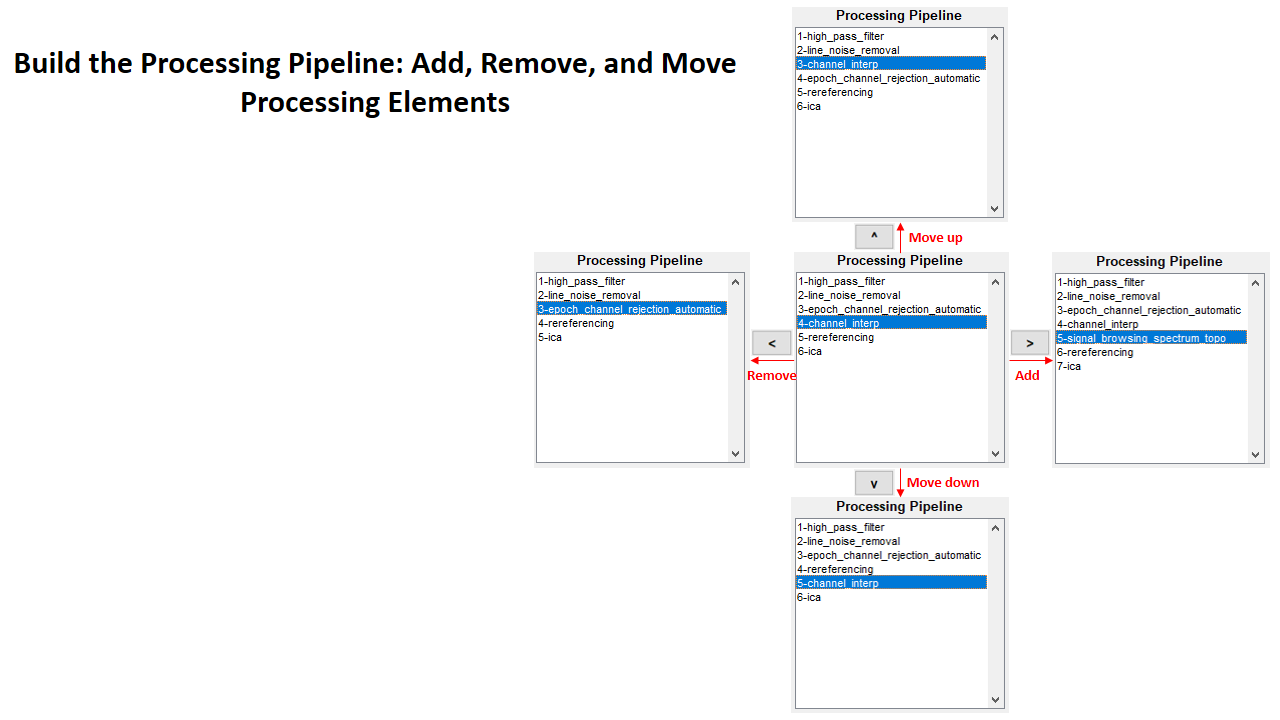 Build the Processing Pipeline: Add, Remove, and Move
Processing Elements
Processing Pipeline
1-high_pass_filter
2-line_noise_removal
3-channel_interp
4-epoch_channel_rejection_automatic
5-rereferencing
6-ica
^
Move up
Processing Pipeline
1-high_pass_filter
2-line_noise_removal
3-epoch_channel_rejection_automatic
4-rereferencing
5-ica
<
Remove
Processing Pipeline
1-high_pass_filter
2-line_noise_removal
3-epoch_channel_rejection_automatic
4-channel_interp
5-rereferencing
6-ica
>
Add
Processing Pipeline
1-high_pass_filter
2-line_noise_removal
3-epoch_channel_rejection_automatic
4-channel_interp
5-signal_browsing_spectrum_topo
6-rereferencing
7-ica
v
Move down
Processing Pipeline
1-high_pass_filter
2-line_noise_removal
3-epoch_channel_rejection_automatic
4-rereferencing
5-channel_interp
6-ica